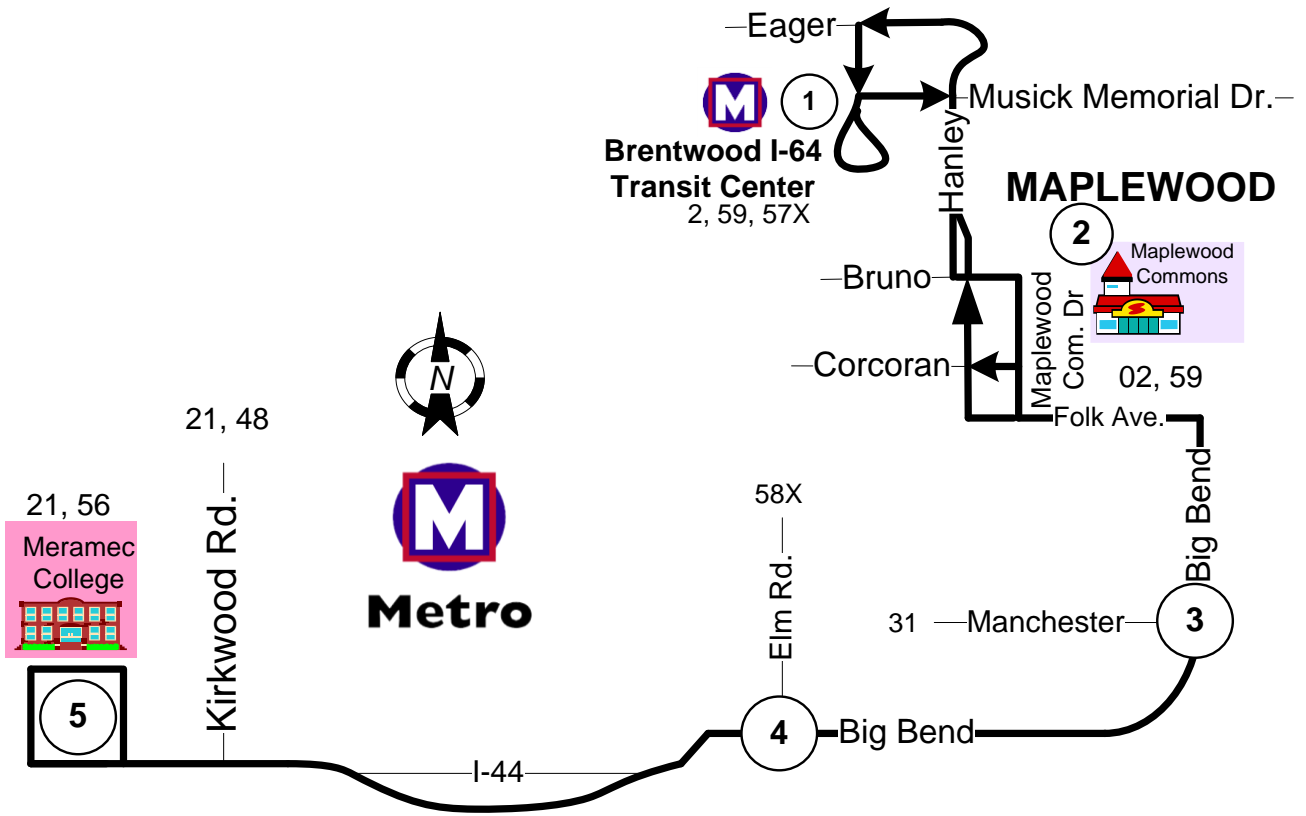 Eager
M
1
Musick Memorial Dr.
Brentwood I-64
Transit Center
2, 59, 57X
Hanley
MAPLEWOOD
2
Maplewood
Commons
Bruno
Maplewood
Com. Dr
Corcoran
02, 59
Folk Ave.
N
21, 48
Kirkwood Rd.
M
Metro
58X
Elm Rd.
Big Bend
21, 56
Meramec
College
31
Manchester
3
5
4
Big Bend
I-44